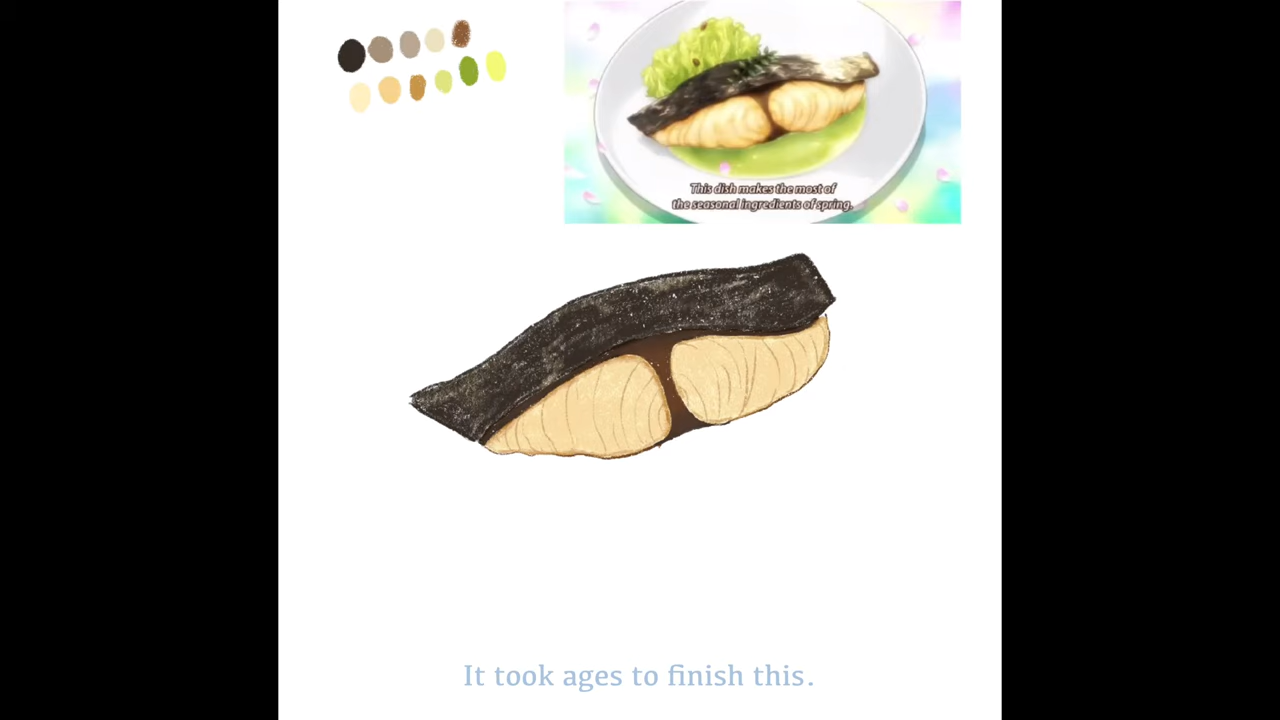 This dish makes the most of
the seasonal ingredients of spring.
It took ages to finish this.